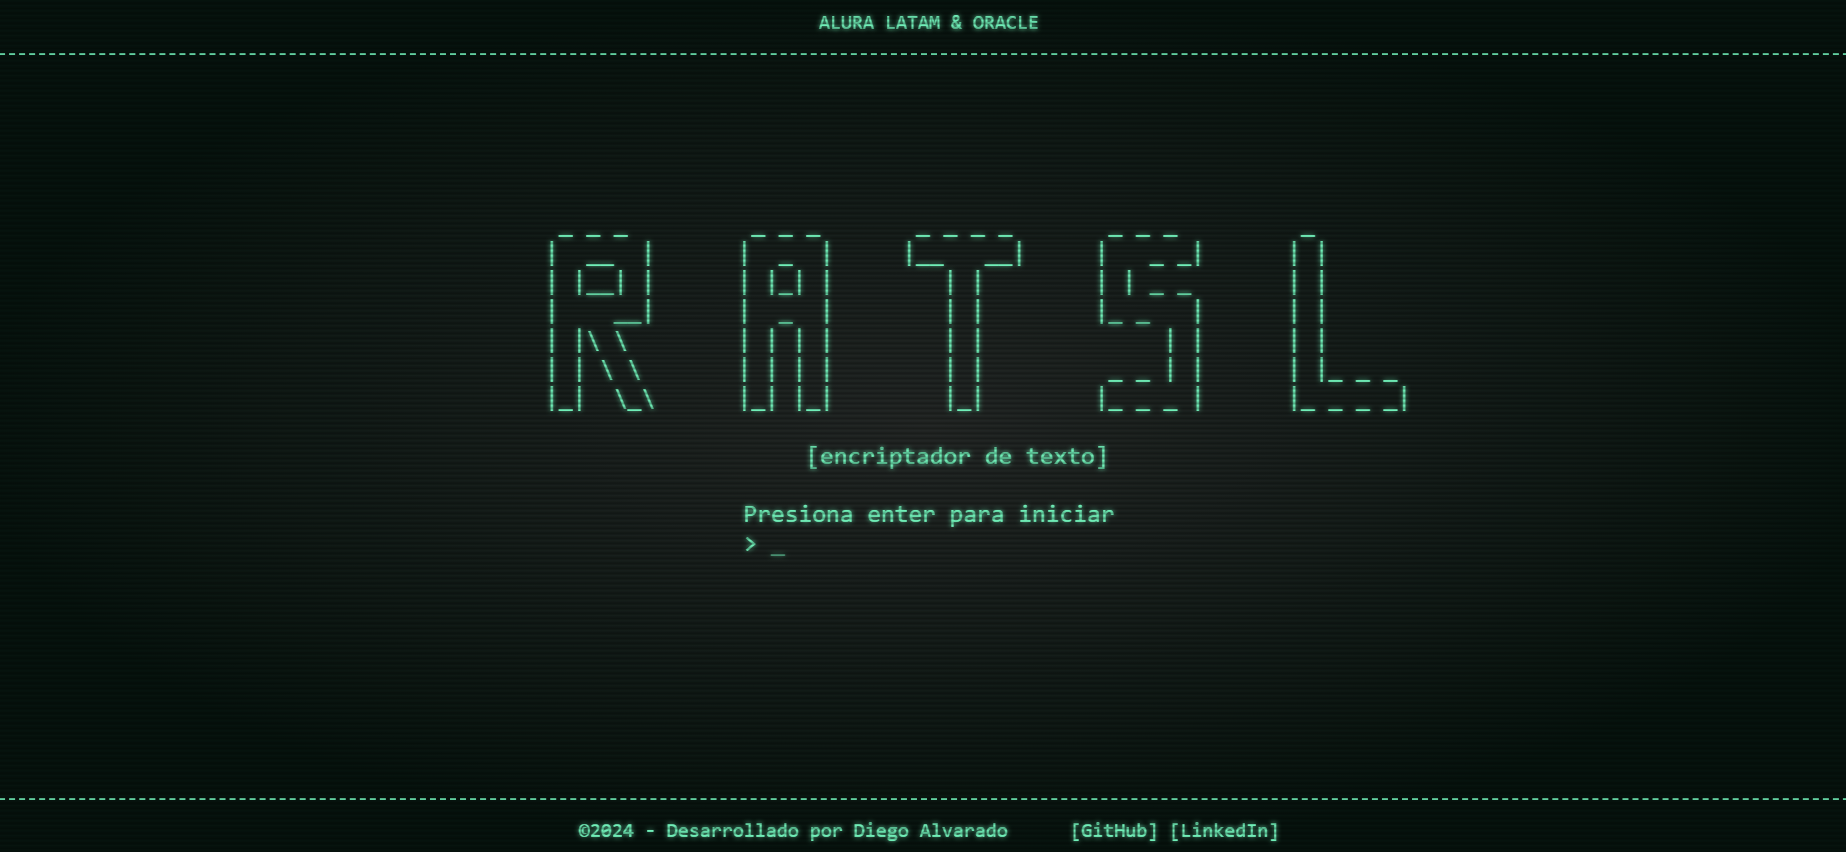 ALURA LATAM & ORACLE
RATSL
[encriptador de texto]
Presiona enter para iniciar
> _
©2024 - Desarrollado por Diego Alvarado [GitHub] [LinkedIn]